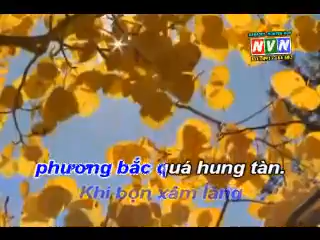 NVN
phương bắc quá hung tàn.
Khi bọn xâm lăng